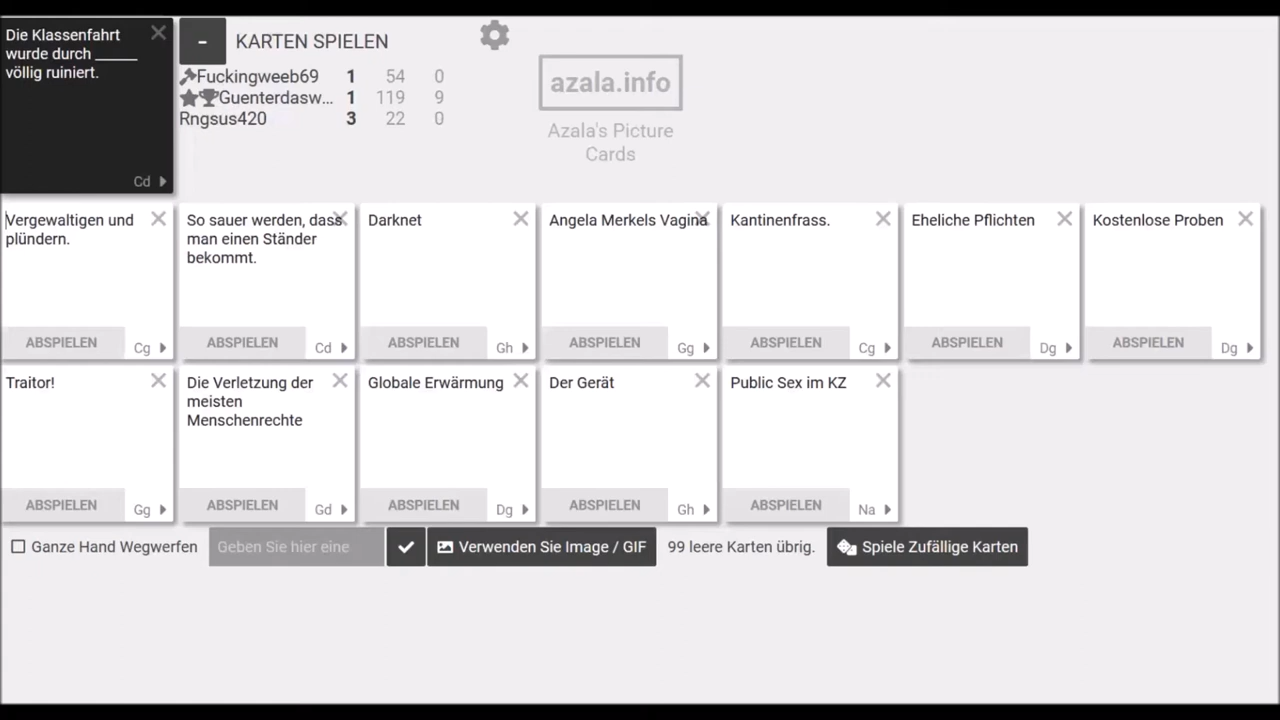 Die Klassenfahrt
wurde durch ______
völlig ruiniert.
Cd
-
KARTEN SPIELEN
Fuckingweeb69 1 54 0
Guenterdasw... 1 119 9
Rngsus420 3 22 0
azala.info
Azala's Picture
Cards
Vergewaltigen und
plündern.
ABSPIELEN
Cg
So sauer werden, dass
man einen Ständer
bekommt.
ABSPIELEN
Cd
Darknet
ABSPIELEN
Gh
Angela Merkels Vagina
ABSPIELEN
Gg
Kantinenfrass.
ABSPIELEN
Cg
Eheliche Pflichten
ABSPIELEN
Dg
Kostenlose Proben
ABSPIELEN
Dg
Traitor!
ABSPIELEN
Gg
Die Verletzung der
meisten
Menschenrechte
ABSPIELEN
Gd
Globale Erwärmung
ABSPIELEN
Dg
Der Gerät
ABSPIELEN
Gh
Public Sex im KZ
ABSPIELEN
Na
Ganze Hand Wegwerfen
Geben Sie hier eine
Verwenden Sie Image / GIF
99 leere Karten übrig.
Spiele Zufällige Karten